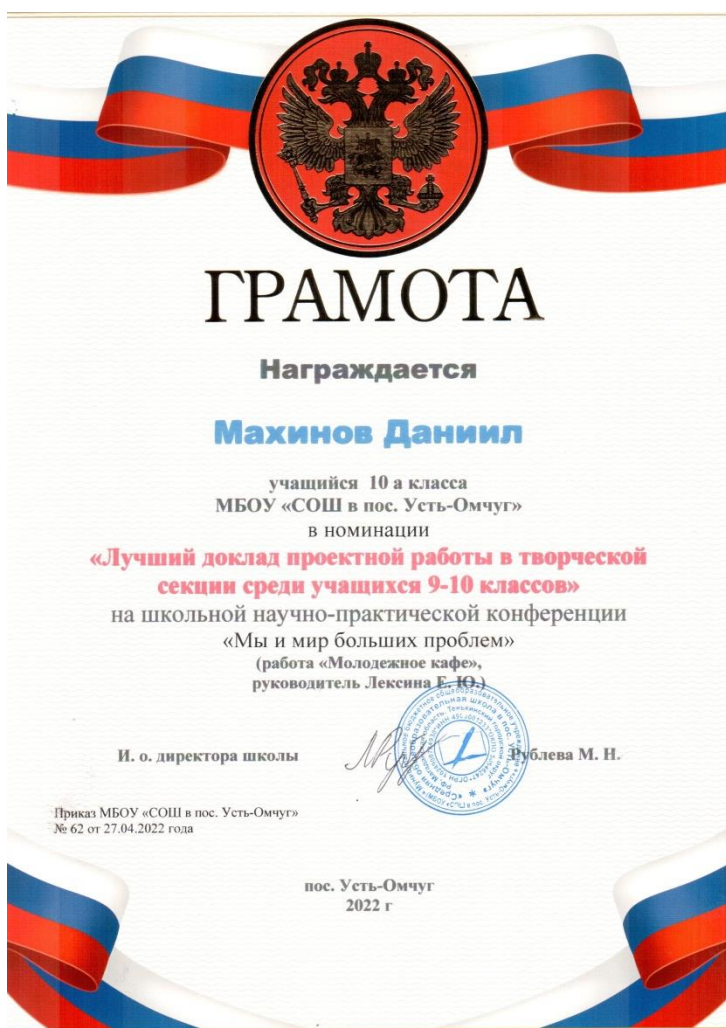 ГРАМОТА
Награждается
Махинов Даниил
учащийся 10 а класса
МБОУ «СОШ в пос. Усть-Омчуг»
в номинации
«Лучший доклад проектной работы в творческой
секции среди учащихся 9-10 классов»
на школьной научно-практической конференции
«Мы и мир больших проблем»
(работа «Молодежное кафе»,
руководитель Лексина Е. Ю.)
И. о. директора школы
Рублева М. Н.
Приказ МБОУ «СОШ в пос. Усть-Омчуг»
№ 62 от 27.04.2022 года
пос. Усть-Омчуг
2022 г